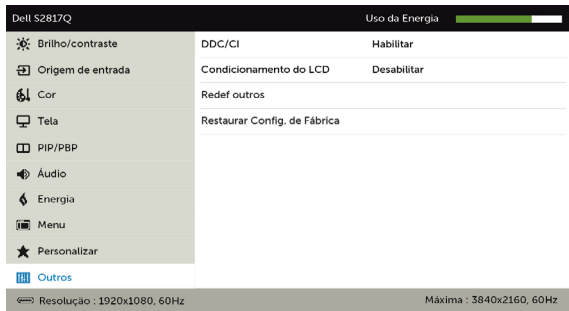 Dell S2817Q Uso da Energia
Brilho/contraste DDC/CI Habilitar
Origem de entrada Condicionamento do LCD Desabilitar
Cor Redef outros
Tela Restaurar Config. de Fábrica
PIP/PBP
Áudio
Energia
Menu
Personalizar
Outros
Resolução : 1920x1080, 60Hz Máxima : 3840x2160, 60Hz